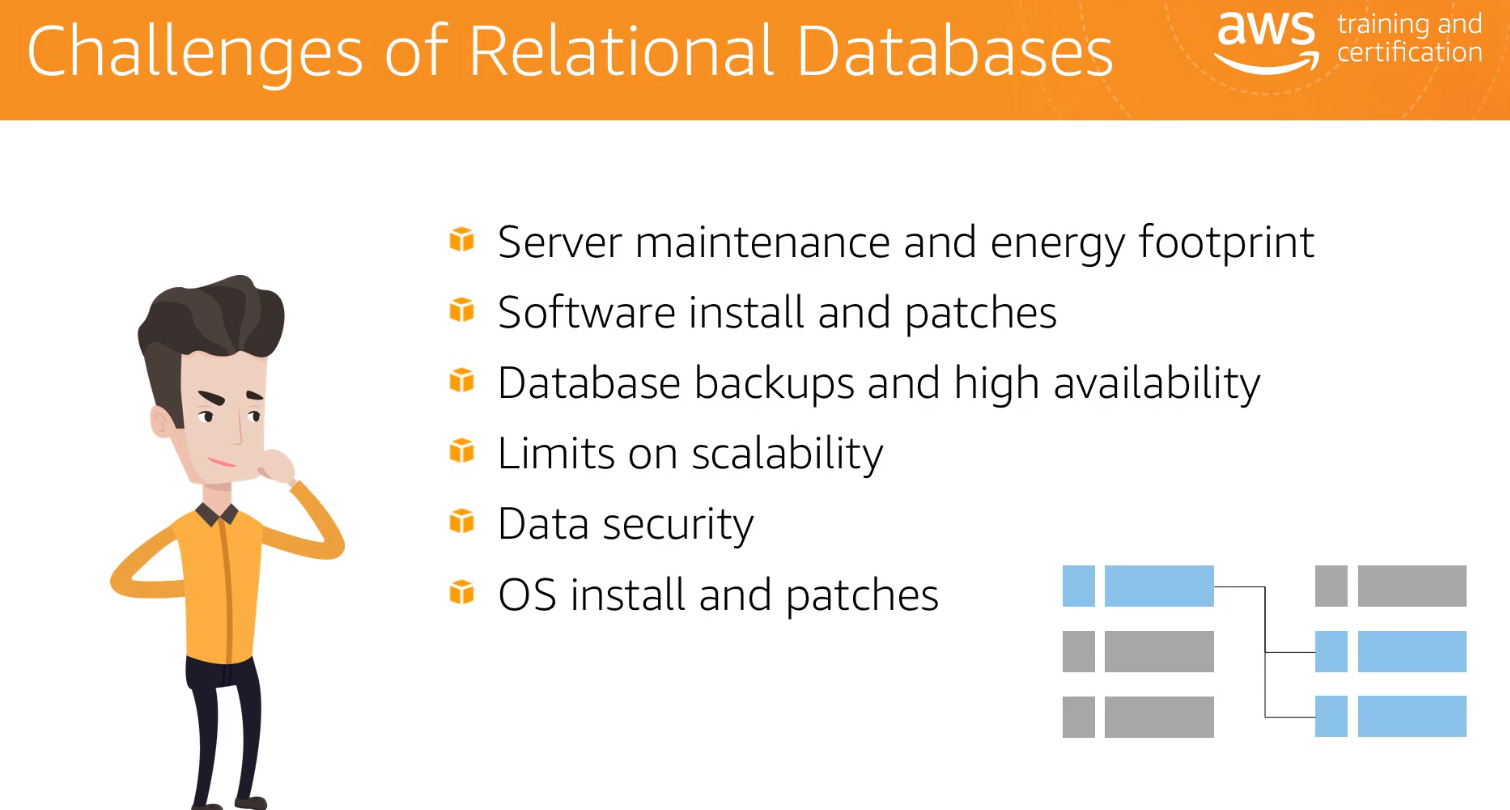 Challenges of Relational Databases
aws
training and
certification
Server maintenance and energy footprint
Software install and patches
Database backups and high availability
Limits on scalability
Data security
OS install and patches